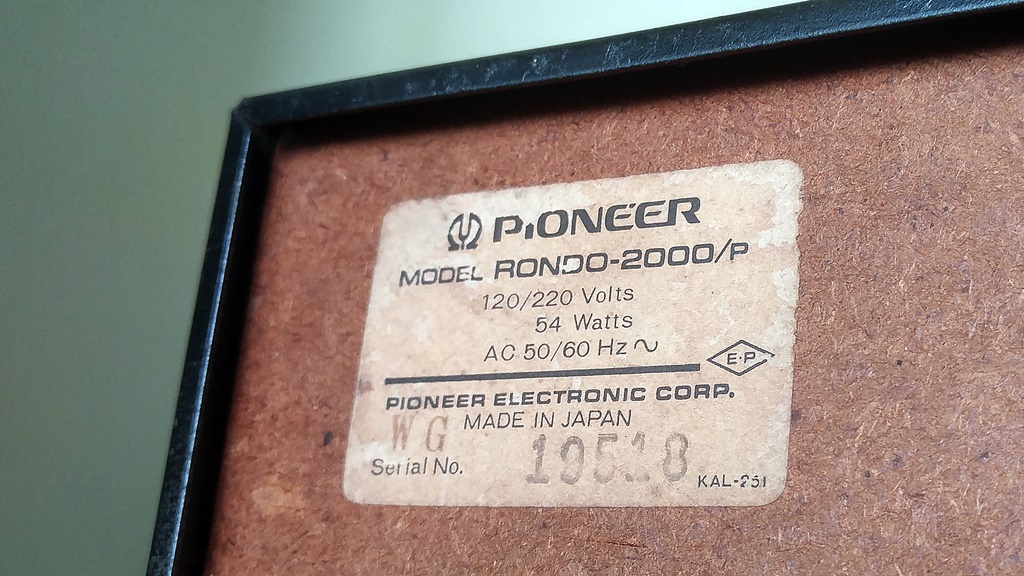 PIONEER
MODEL RONDO-2000/P
120/220 Volts
54 Watts
AC 50/60 Hz ~
E·P
PIONEER ELECTRONIC CORP.
MADE IN JAPAN
WG
Serial No.
KAL-251